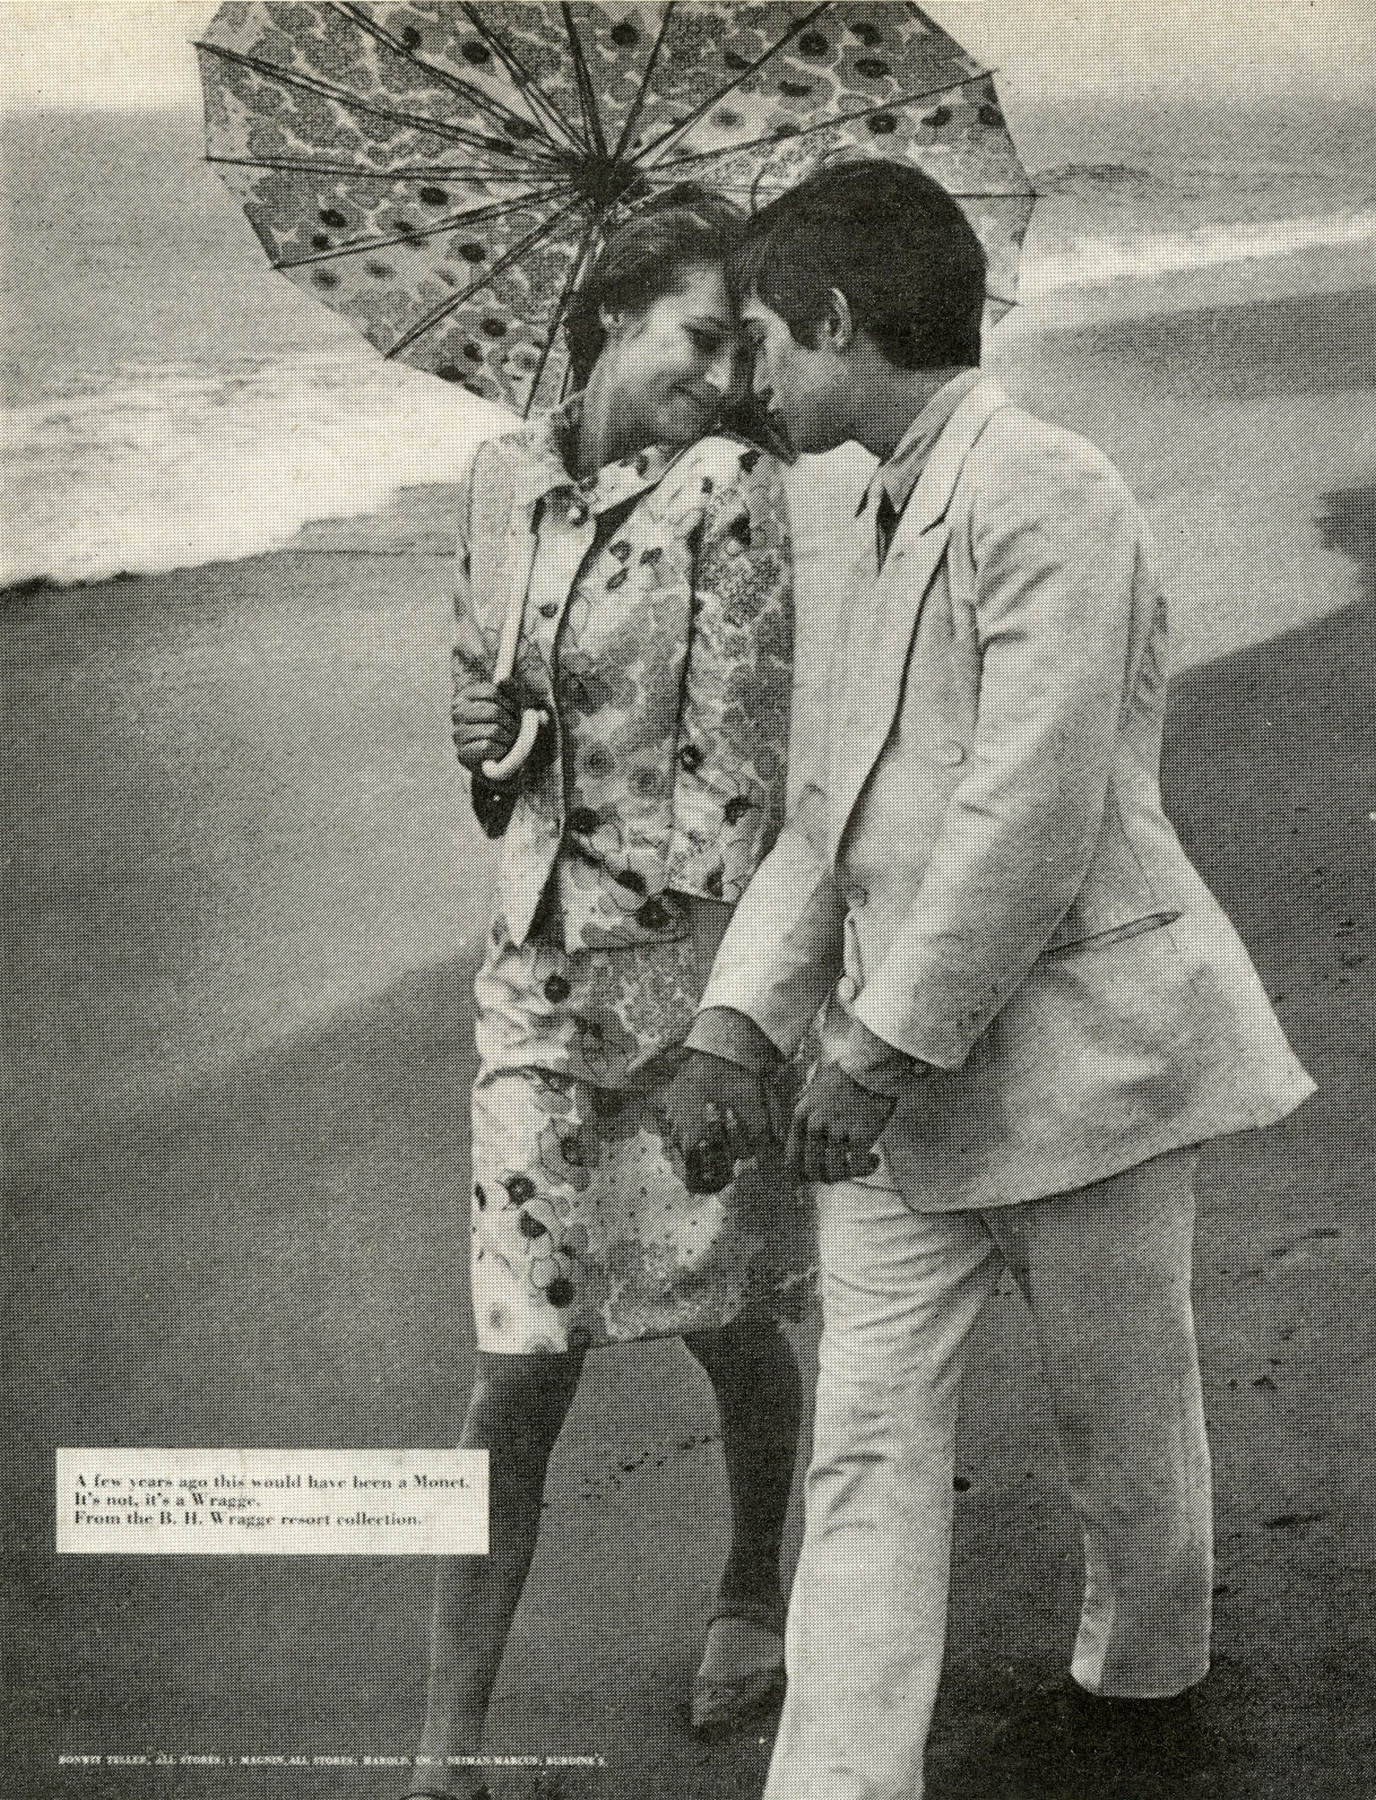 A few years ago this would have been a Monet.
It's not, it's a Wragge.
From the B. H. Wragge resort collection.
BONWIT TELLER, ALL STORES; I. MAGNIN, ALL STORES; HAROLD, INC.; NEIMAN-MARCUS; BURDINE'S.